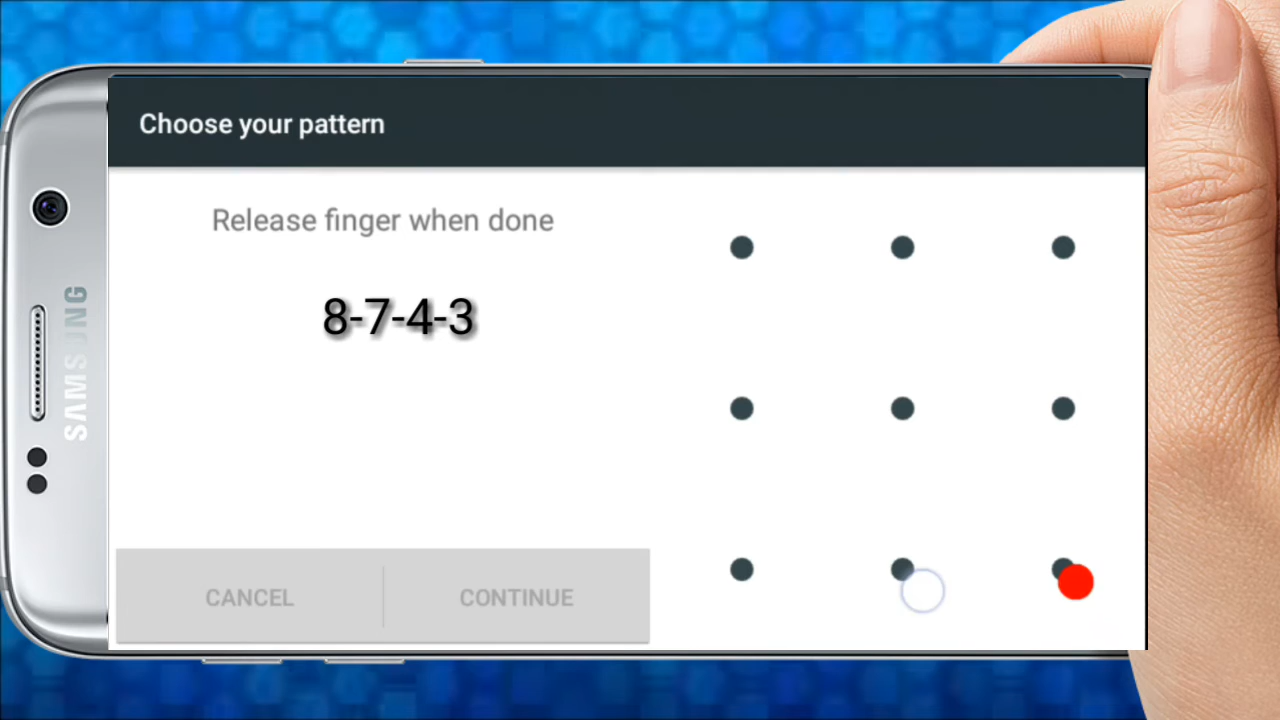 Choose your pattern
Release finger when done
8-7-4-3
CANCEL
CONTINUE
SAMSUNG